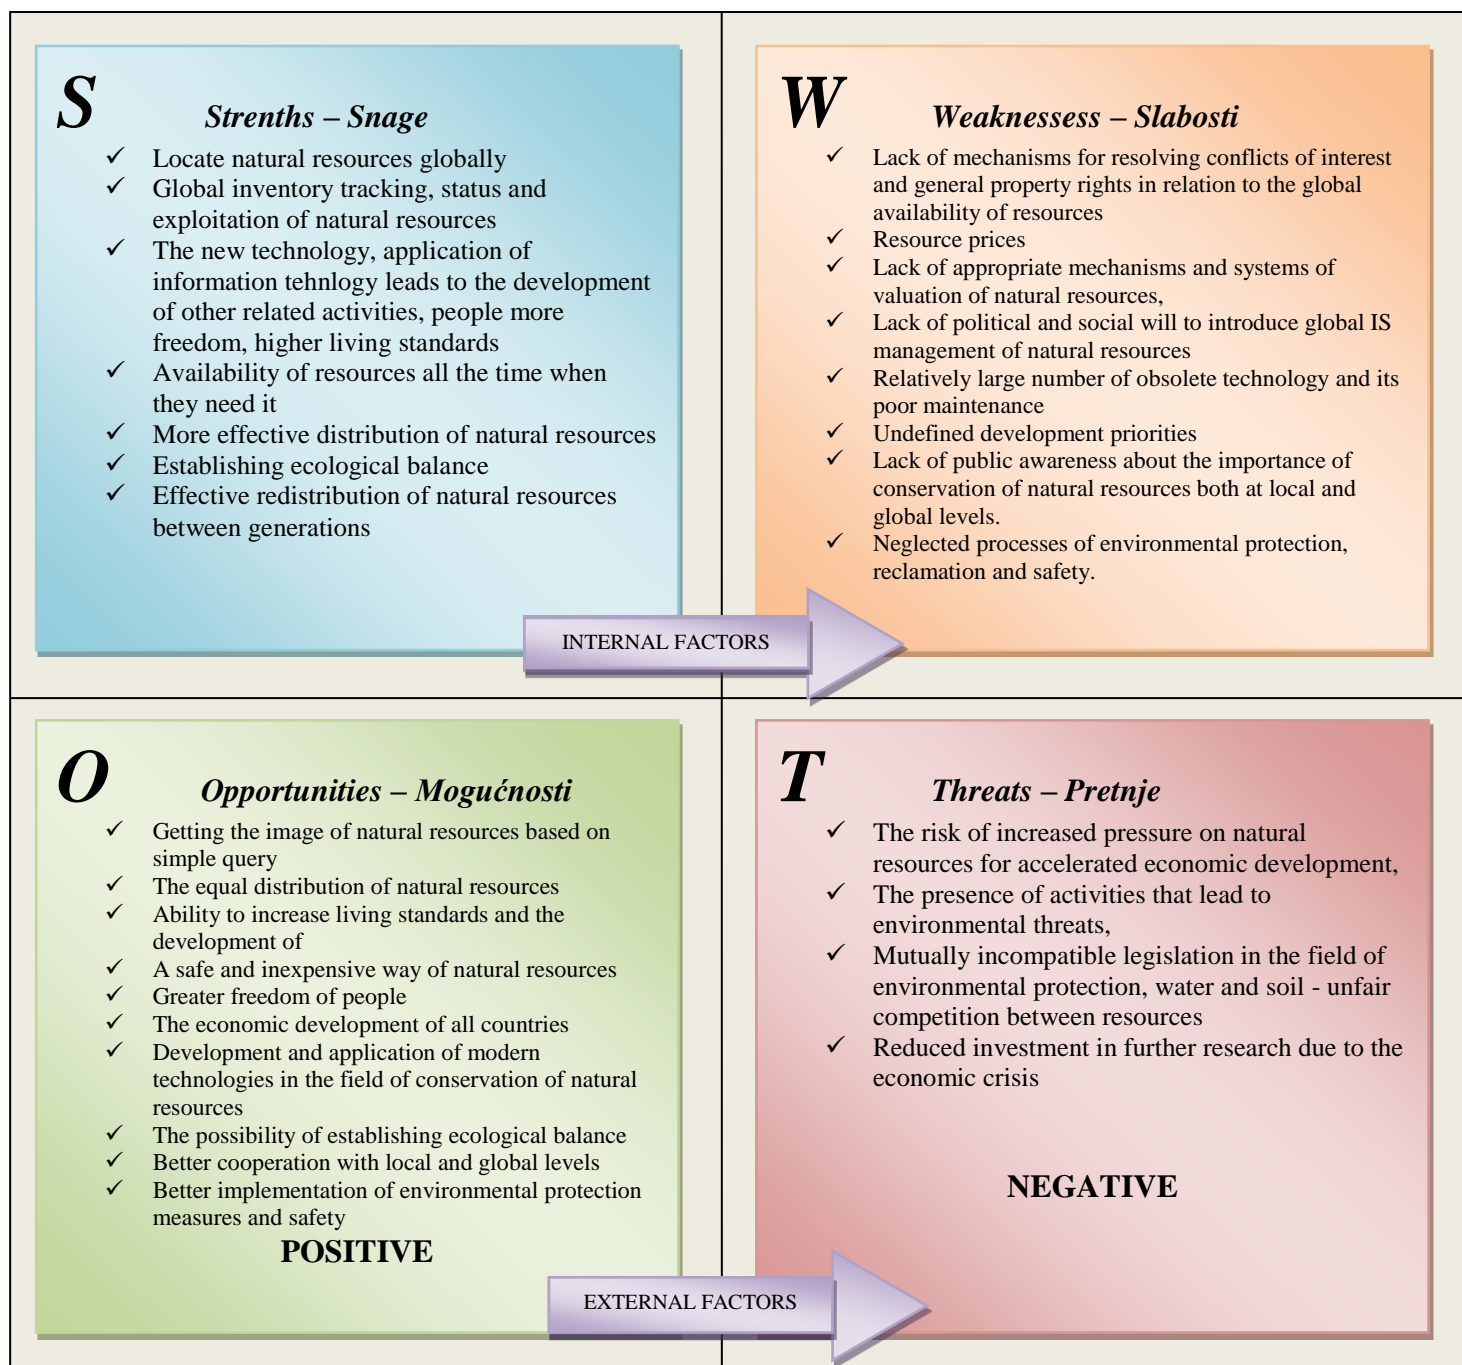 S
Strenths – Snage
✓ Locate natural resources globally
✓ Global inventory tracking, status and
exploitation of natural resources
✓ The new technology, application of
information tehnlogy leads to the development
of other related activities, people more
freedom, higher living standards
✓ Availability of resources all the time when
they need it
✓ More effective distribution of natural resources
✓ Establishing ecological balance
✓ Effective redistribution of natural resources
between generations
W
Weaknessess – Slabosti
✓ Lack of mechanisms for resolving conflicts of interest
and general property rights in relation to the global
availability of resources
✓ Resource prices
✓ Lack of appropriate mechanisms and systems of
valuation of natural resources,
✓ Lack of political and social will to introduce global IS
management of natural resources
✓ Relatively large number of obsolete technology and its
poor maintenance
✓ Undefined development priorities
✓ Lack of public awareness about the importance of
conservation of natural resources both at local and
global levels.
✓ Neglected processes of environmental protection,
reclamation and safety.
INTERNAL FACTORS
O
Opportunities – Mogućnosti
✓ Getting the image of natural resources based on
simple query
✓ The equal distribution of natural resources
✓ Ability to increase living standards and the
development of
✓ A safe and inexpensive way of natural resources
✓ Greater freedom of people
✓ The economic development of all countries
✓ Development and application of modern
technologies in the field of conservation of natural
resources
✓ The possibility of establishing ecological balance
✓ Better cooperation with local and global levels
✓ Better implementation of environmental protection
measures and safety
POSITIVE
T
Threats – Pretnje
✓ The risk of increased pressure on natural
resources for accelerated economic development,
✓ The presence of activities that lead to
environmental threats,
✓ Mutually incompatible legislation in the field of
environmental protection, water and soil - unfair
competition between resources
✓ Reduced investment in further research due to the
economic crisis
NEGATIVE
EXTERNAL FACTORS